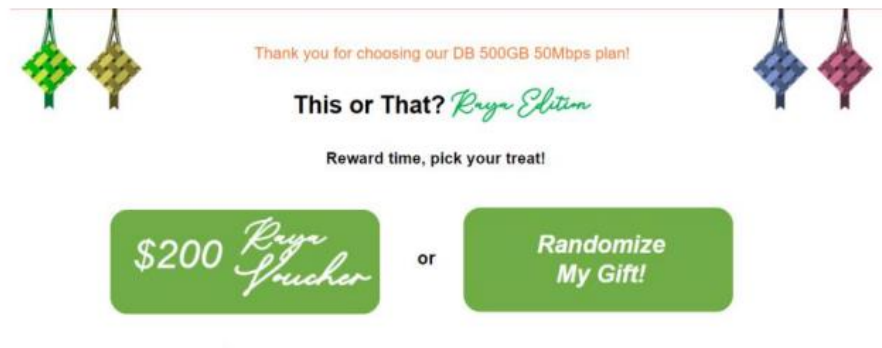 Thank you for choosing our DB 500GB 50Mbps plan!
This or That? Raya Edition
Reward time, pick your treat!
$200 Raya
Voucher
or
Randomize
My Gift!